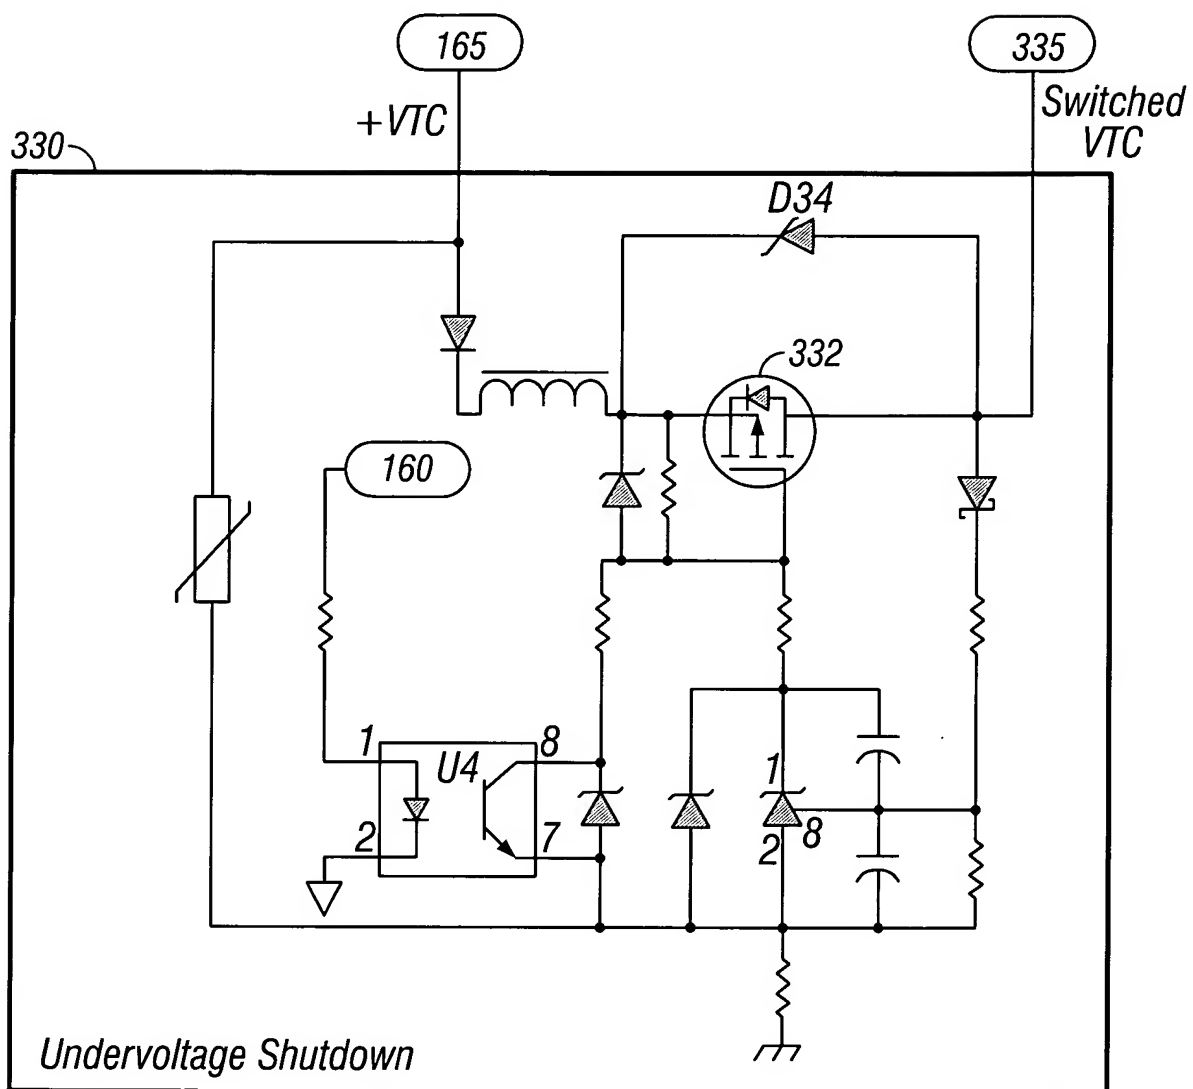 165
335
+VTC
Switched
VTC
330
D34
332
160
1
8
U4
2
7
1
8
2
Undervoltage Shutdown